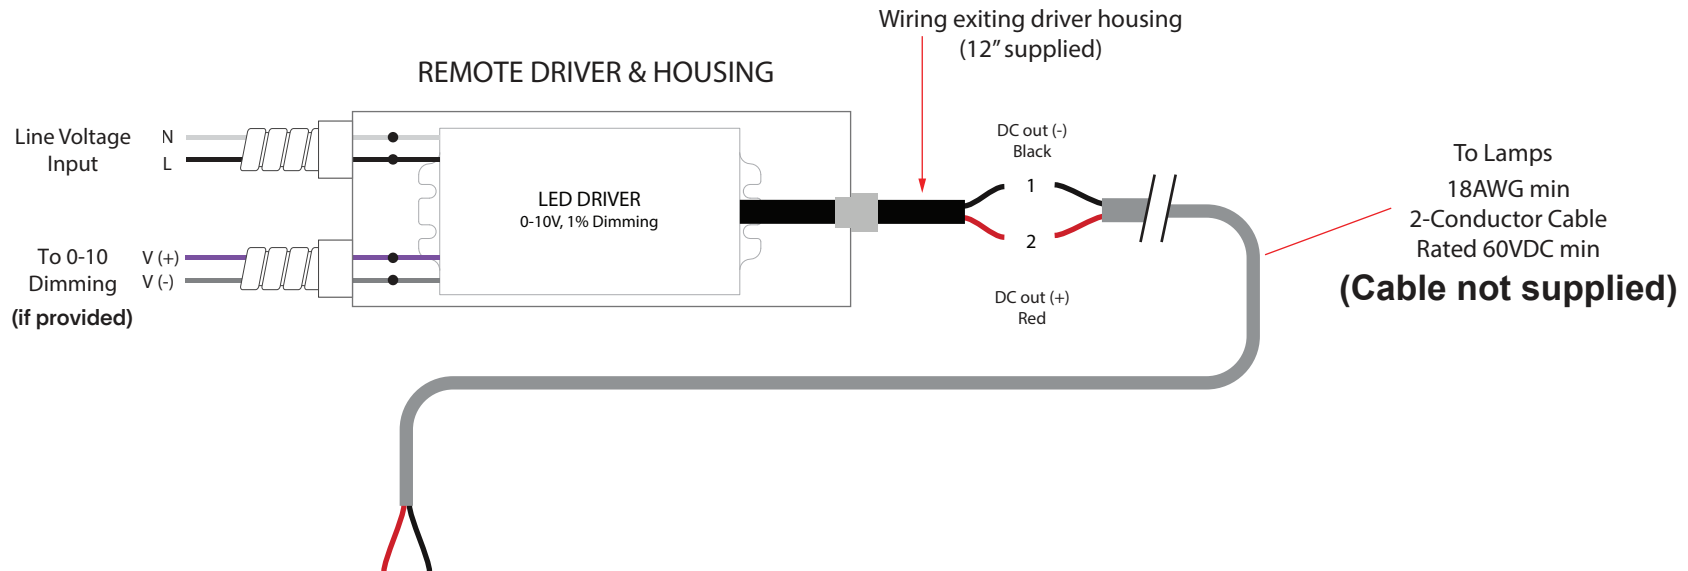 Wiring exiting driver housing
(12” supplied)
REMOTE DRIVER & HOUSING
Line Voltage
Input
N
L
To 0-10
Dimming
(if provided)
V (+)
V (-)
LED DRIVER
0-10V, 1% Dimming
DC out (-)
Black
1
2
DC out (+)
Red
To Lamps
18AWG min
2-Conductor Cable
Rated 60VDC min
(Cable not supplied)